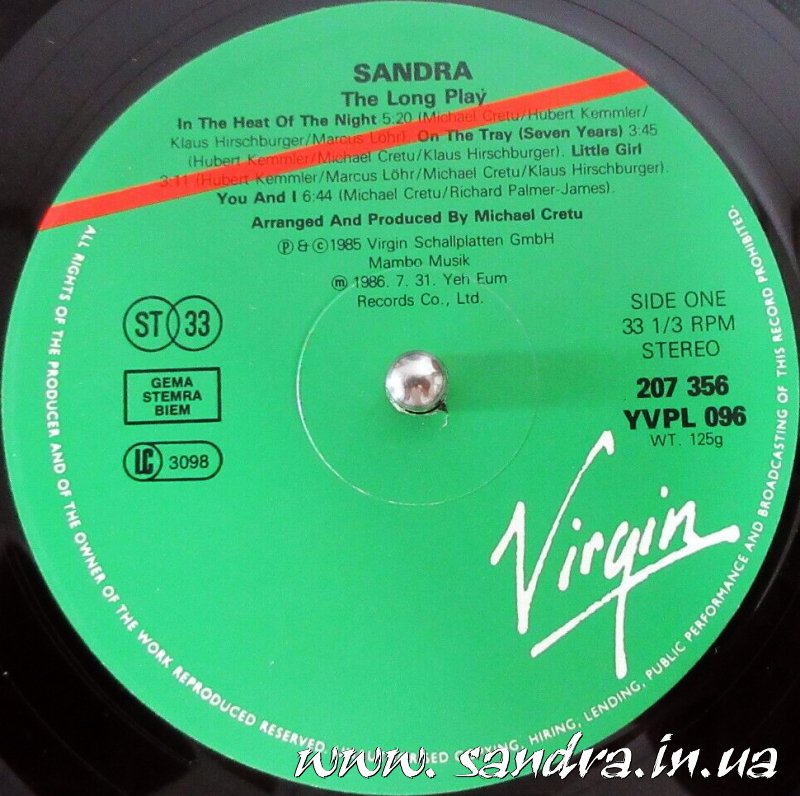 SANDRA
The Long Play
In The Heat Of The Night 5:20 (Michael Cretu/Hubert Kemmler/
Klaus Hirschburger/Marcus Löhr). On The Tray (Seven Years) 3:45
(Hubert Kemmler/Michael Cretu/Klaus Hirschburger). Little Girl
3:11 (Hubert Kemmler/Marcus Löhr/Michael Cretu/Klaus Hirschburger).
You And I 6:44 (Michael Cretu/Richard Palmer-James).
Arranged And Produced By Michael Cretu
℗ & © 1985 Virgin Schallplatten GmbH
Mambo Musik
ⓜ 1986. 7. 31. Yeh Eum
Records Co., Ltd.
ST 33
GEMA
STEMRA
BIEM
LC 3098
SIDE ONE
33 1/3 RPM
STEREO
207 356
YVPL 096
WT. 125g
Virgin
ALL RIGHTS OF THE PRODUCER AND OF THE OWNER OF THE WORK REPRODUCED RESERVED. COPYING, HIRING, LENDING, PUBLIC PERFORMANCE AND BROADCASTING OF THIS RECORD PROHIBITED.
www. sandra.in.ua